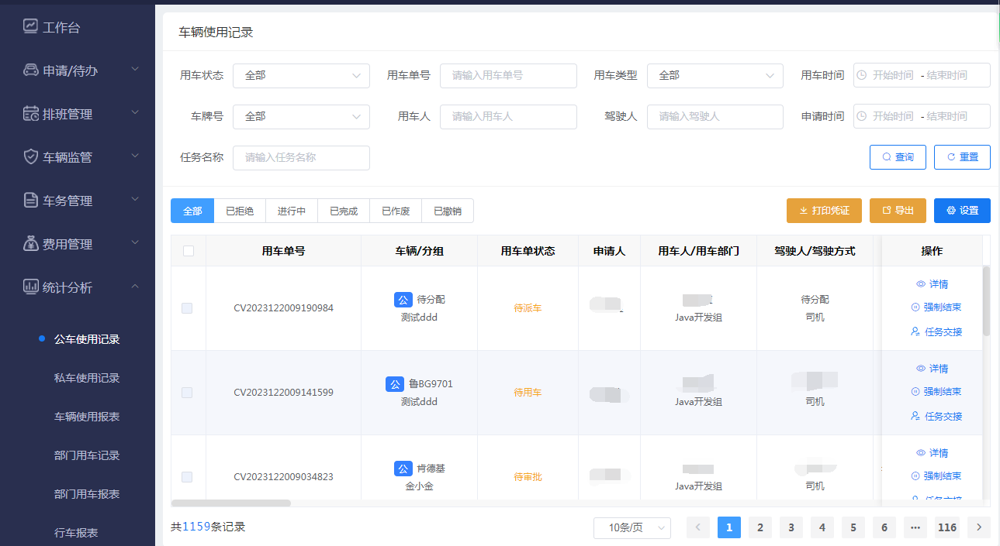 工作台
申请/待办
排班管理
车辆监管
车务管理
费用管理
统计分析
公车使用记录
私车使用记录
车辆使用报表
部门用车记录
部门用车报表
行车报表
车辆使用记录
用车状态 全部 用车单号 请输入用车单号 用车类型 全部 用车时间 开始时间 - 结束时间
车牌号 全部 用车人 请输入用车人 驾驶人 请输入驾驶人 申请时间 开始时间 - 结束时间
任务名称 请输入任务名称 查询 重置
全部 已拒绝 进行中 已完成 已作废 已撤销 打印凭证 导出 设置
用车单号 车辆/分组 用车单状态 申请人 用车人/用车部门 驾驶人/驾驶方式 操作
CV2023122009190984 公 待分配 测试ddd 待派车 Java开发组 待分配 司机 详情 强制结束 任务交接
CV2023122009141599 公 鲁BG9701 测试ddd 待用车 Java开发组 司机 详情 强制结束 任务交接
CV2023122009034823 公 肯德基 金小金 待审批 Java开发组 司机 详情 强制结束 任务交接
共1159条记录 10条/页 1 2 3 4 5 6 ··· 116